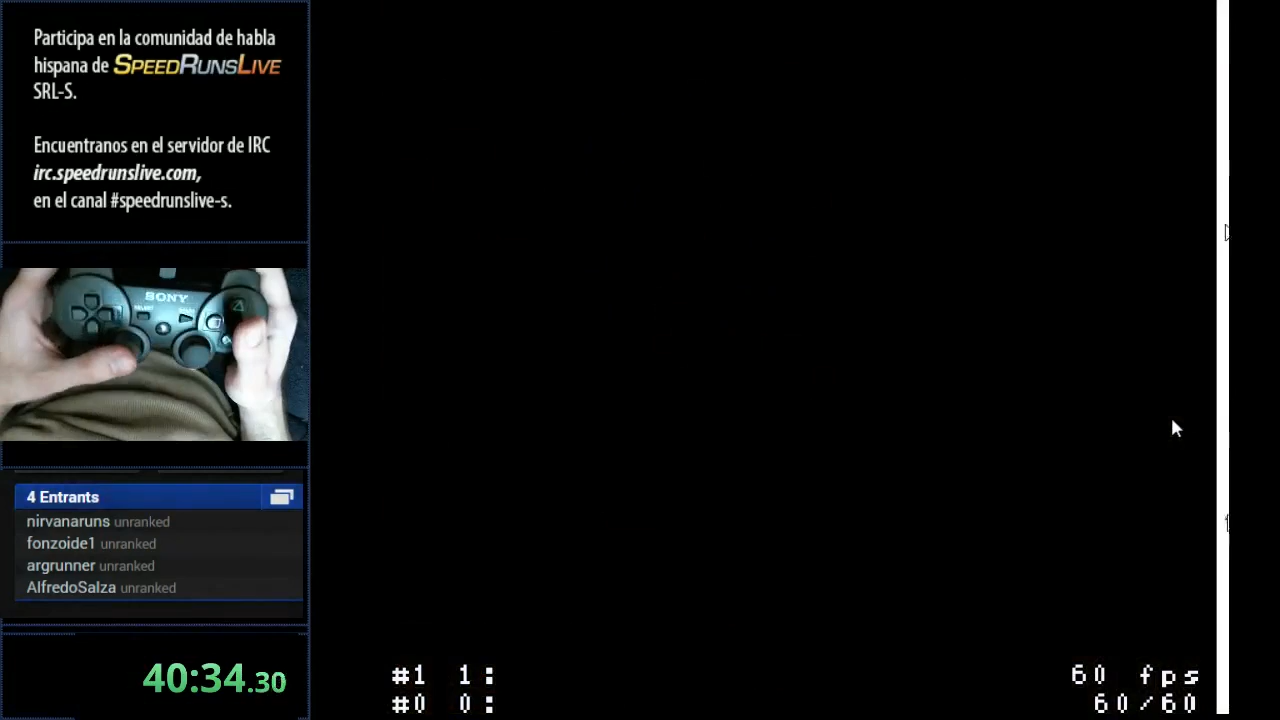 Participa en la comunidad de habla
hispana de SPEEDRUNSLIVE
SRL-S.
Encuentranos en el servidor de IRC
irc.speedrunslive.com,
en el canal #speedrunslive-s.
SONY
4 Entrants
nirvanaruns unranked
fonzoide1 unranked
argrunner unranked
AlfredoSalza unranked
40:34.30
#1 1:
#0 0:
60 fps
60/60